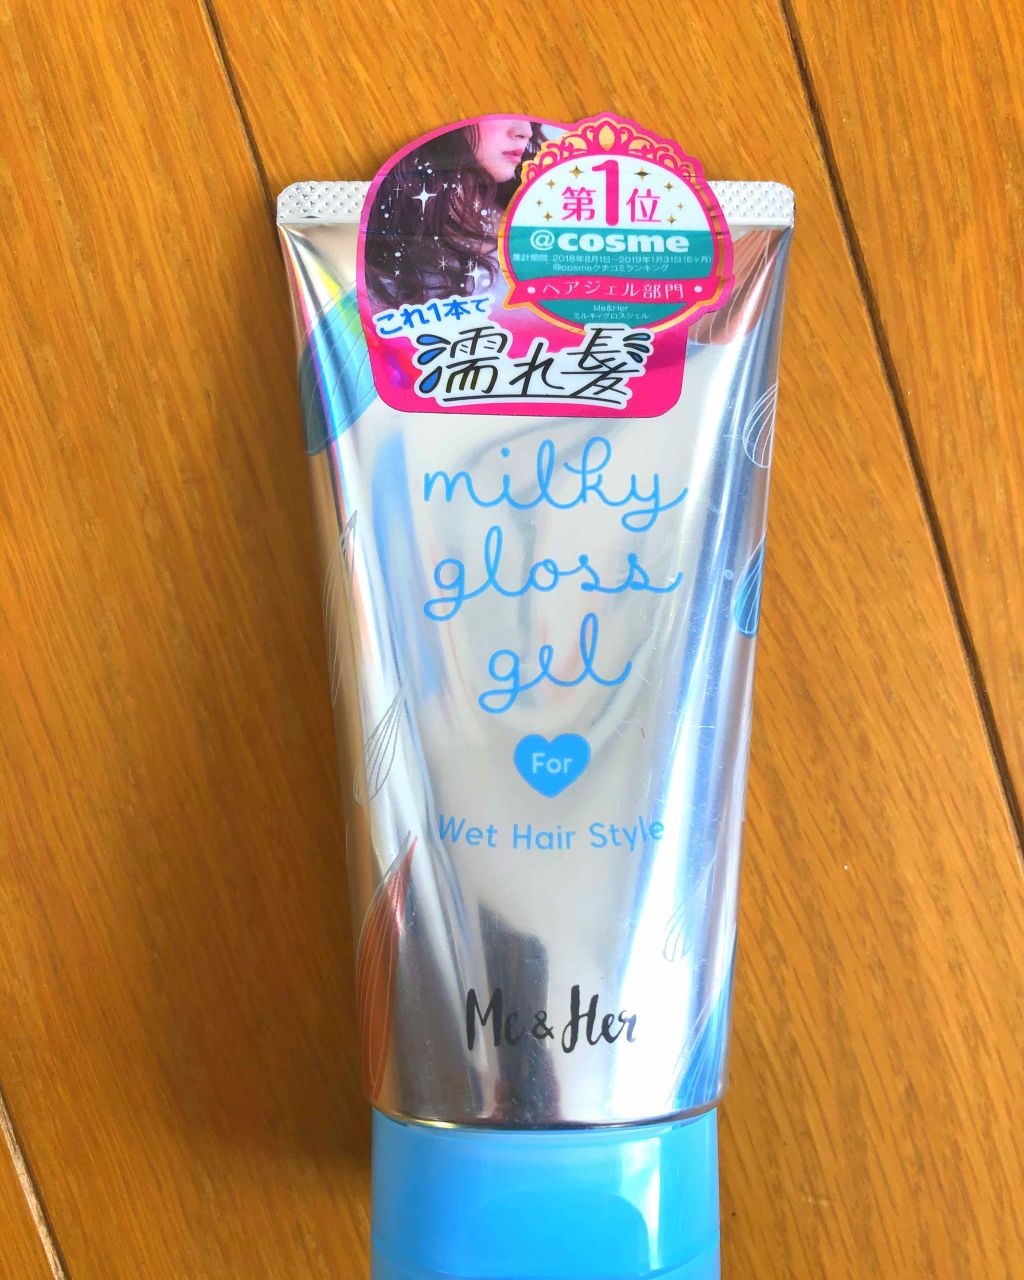 第1位
@cosme
集計期間:2018年8月1日~2019年1月31日(6ヶ月)
@cosmeクチコミランキング
・ヘアジェル部門・
Me&Her
ミルキィグロスジェル
これ1本で
濡れ髪
milky
gloss
gel
For
Wet Hair Style
Me & Her